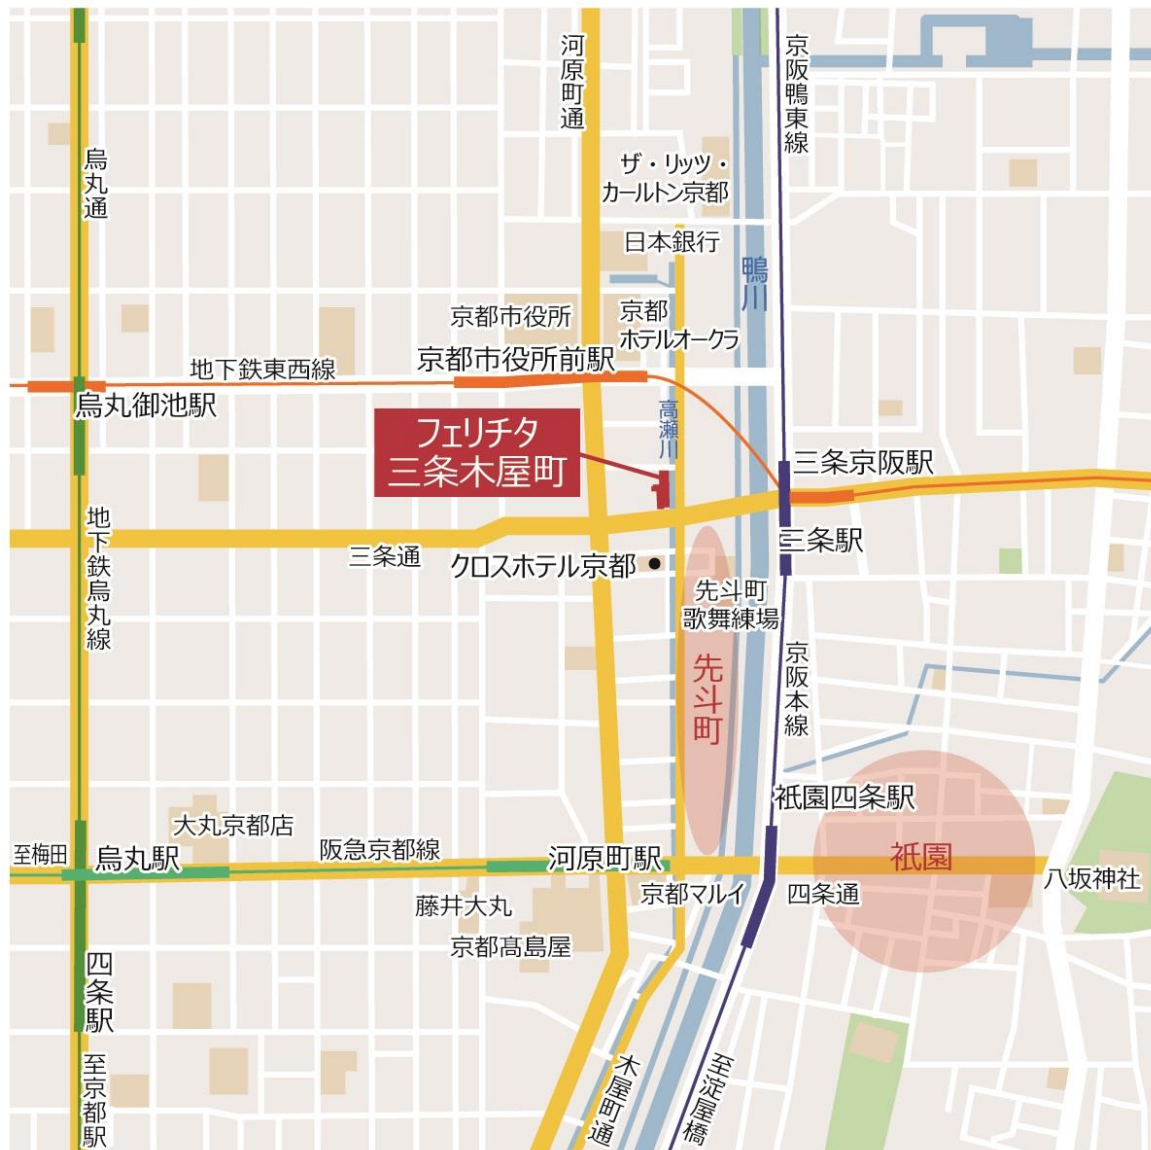 河原町通
京阪鴨東線
烏丸通
ザ・リッツ・
カールトン京都
日本銀行
鴨川
京都市役所
京都
ホテルオークラ
京都市役所前駅
地下鉄東西線
烏丸御池駅
高瀬川
フェリチタ
三条木屋町
三条京阪駅
地下鉄烏丸線
三条通
三条駅
クロスホテル京都
先斗町
歌舞練場
先斗町
京阪本線
祇園四条駅
大丸京都店
至梅田
烏丸駅
阪急京都線
河原町駅
祇園
八坂神社
京都マルイ
四条通
藤井大丸
京都髙島屋
四条駅
至京都駅
木屋町通
至淀屋橋